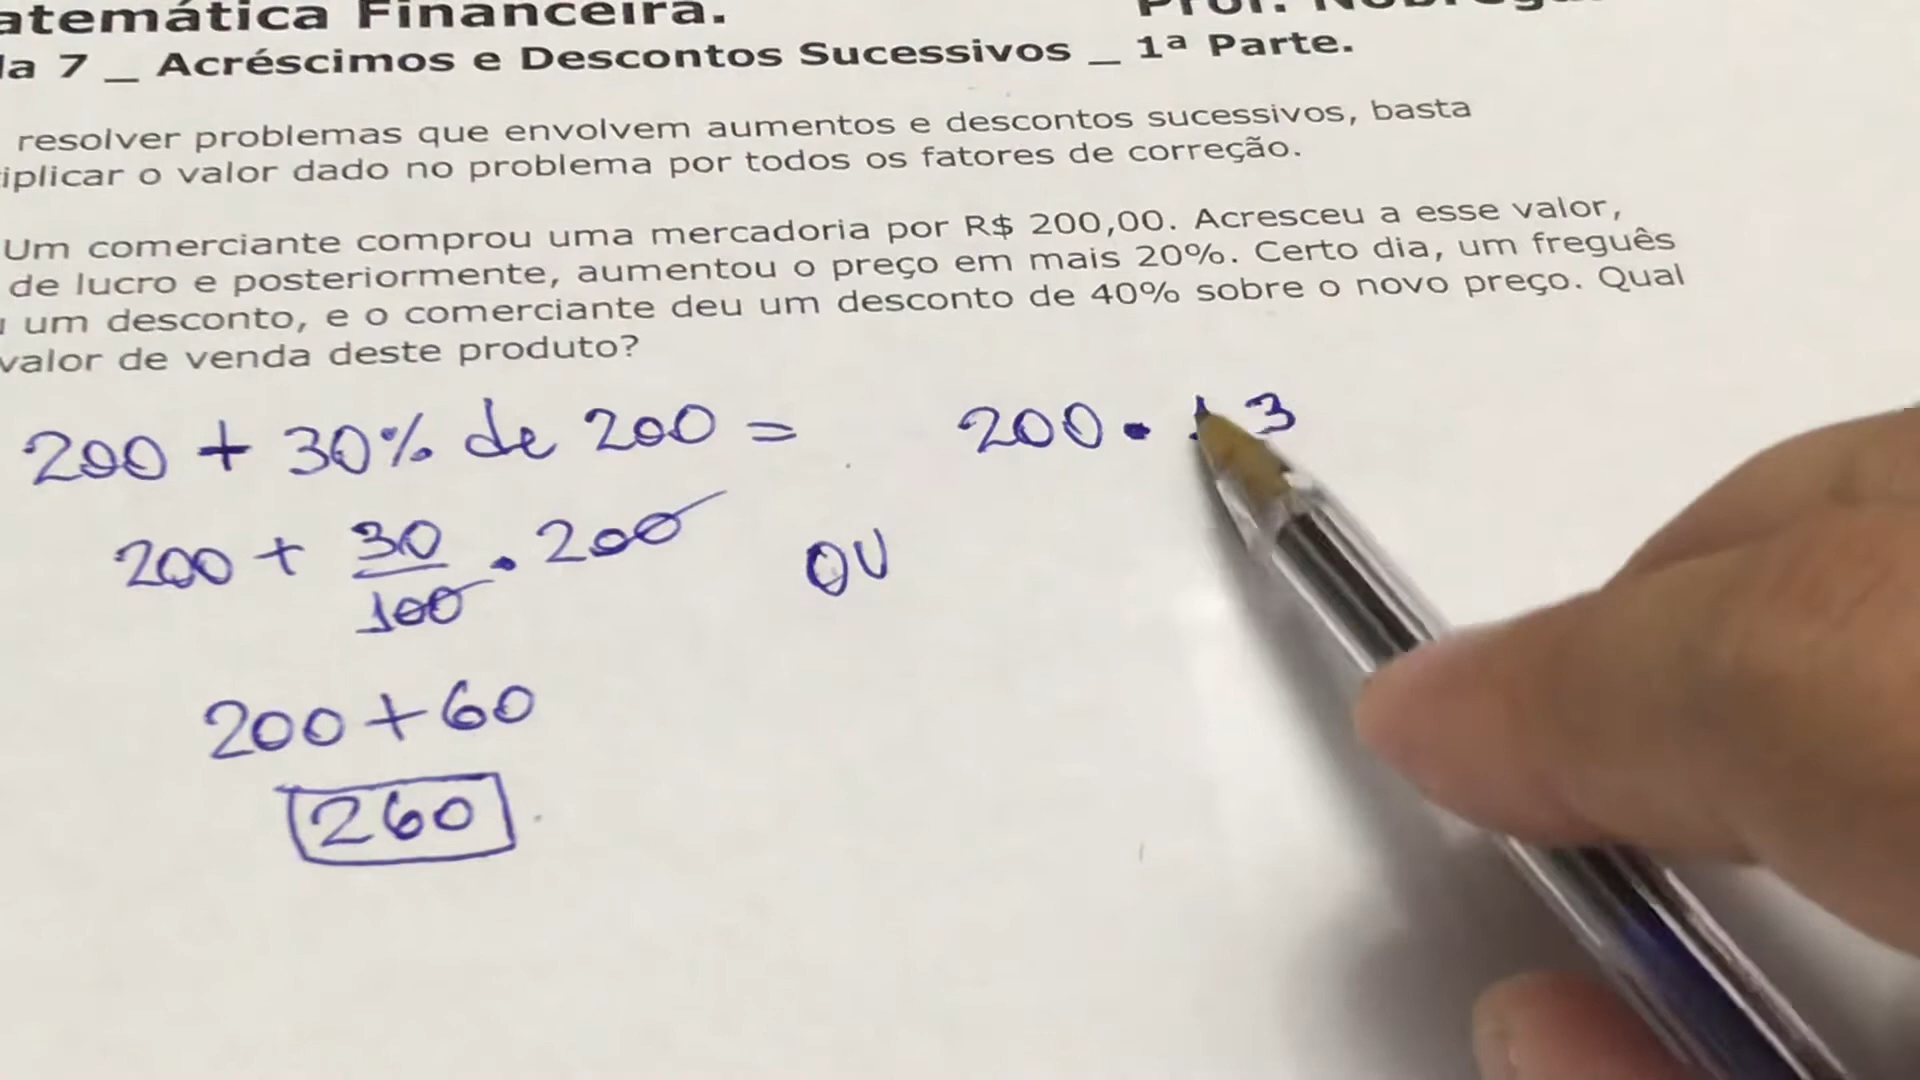 atemática Financeira.
Prof. Nobrega
la 7 _ Acréscimos e Descontos Sucessivos _ 1ª Parte.
resolver problemas que envolvem aumentos e descontos sucessivos, basta
iplicar o valor dado no problema por todos os fatores de correção.
Um comerciante comprou uma mercadoria por R$ 200,00. Acresceu a esse valor,
de lucro e posteriormente, aumentou o preço em mais 20%. Certo dia, um freguês
um desconto, e o comerciante deu um desconto de 40% sobre o novo preço. Qual
valor de venda deste produto?
200 + 30% de 200 =
200 + 30/100 . 200
200 + 60
260
OU
200 . 3